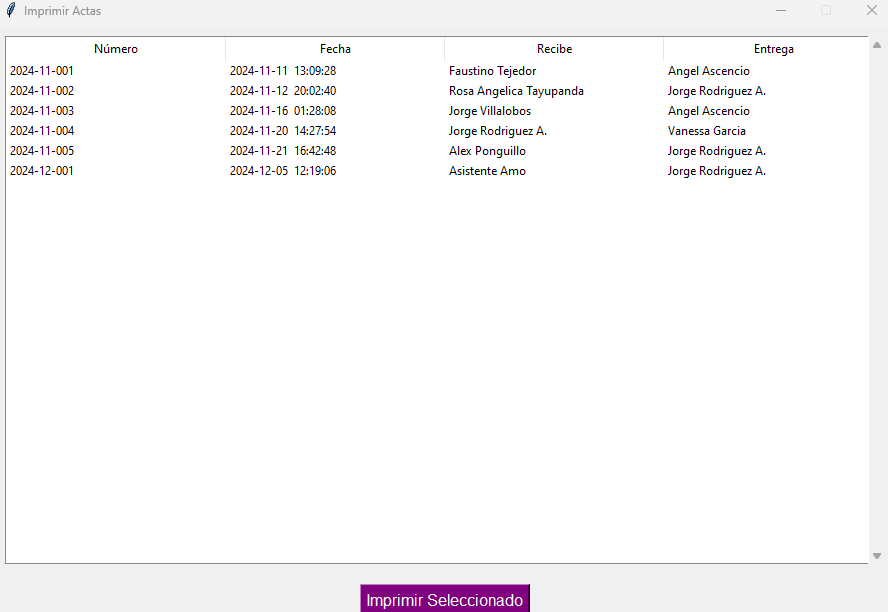 Imprimir Actas
Número Fecha Recibe Entrega
2024-11-001 2024-11-11 13:09:28 Faustino Tejedor Angel Ascencio
2024-11-002 2024-11-12 20:02:40 Rosa Angelica Tayupanda Jorge Rodriguez A.
2024-11-003 2024-11-16 01:28:08 Jorge Villalobos Angel Ascencio
2024-11-004 2024-11-20 14:27:54 Jorge Rodriguez A. Vanessa Garcia
2024-11-005 2024-11-21 16:42:48 Alex Ponguillo Jorge Rodriguez A.
2024-12-001 2024-12-05 12:19:06 Asistente Amo Jorge Rodriguez A.
Imprimir Seleccionado